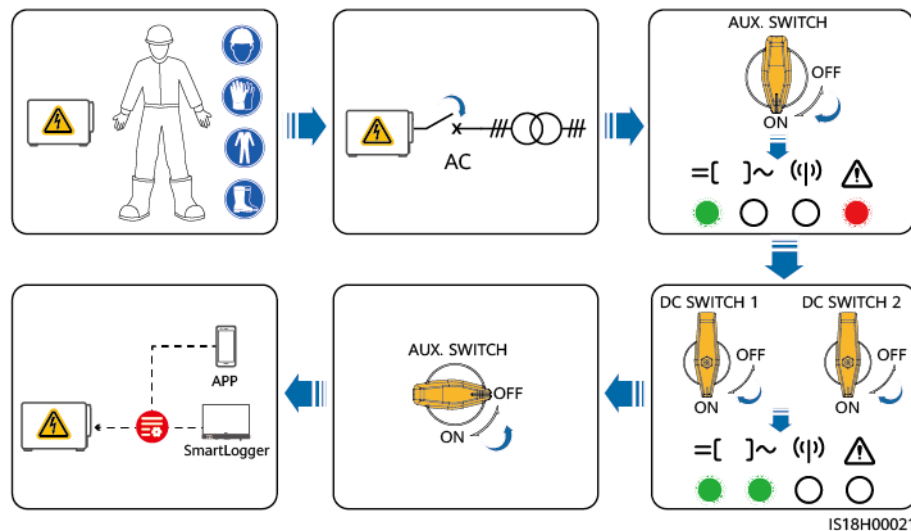 AUX. SWITCH
OFF
ON
AC
DC SWITCH 1
DC SWITCH 2
OFF
OFF
ON
ON
AUX. SWITCH
OFF
ON
APP
SmartLogger
IS18H00021